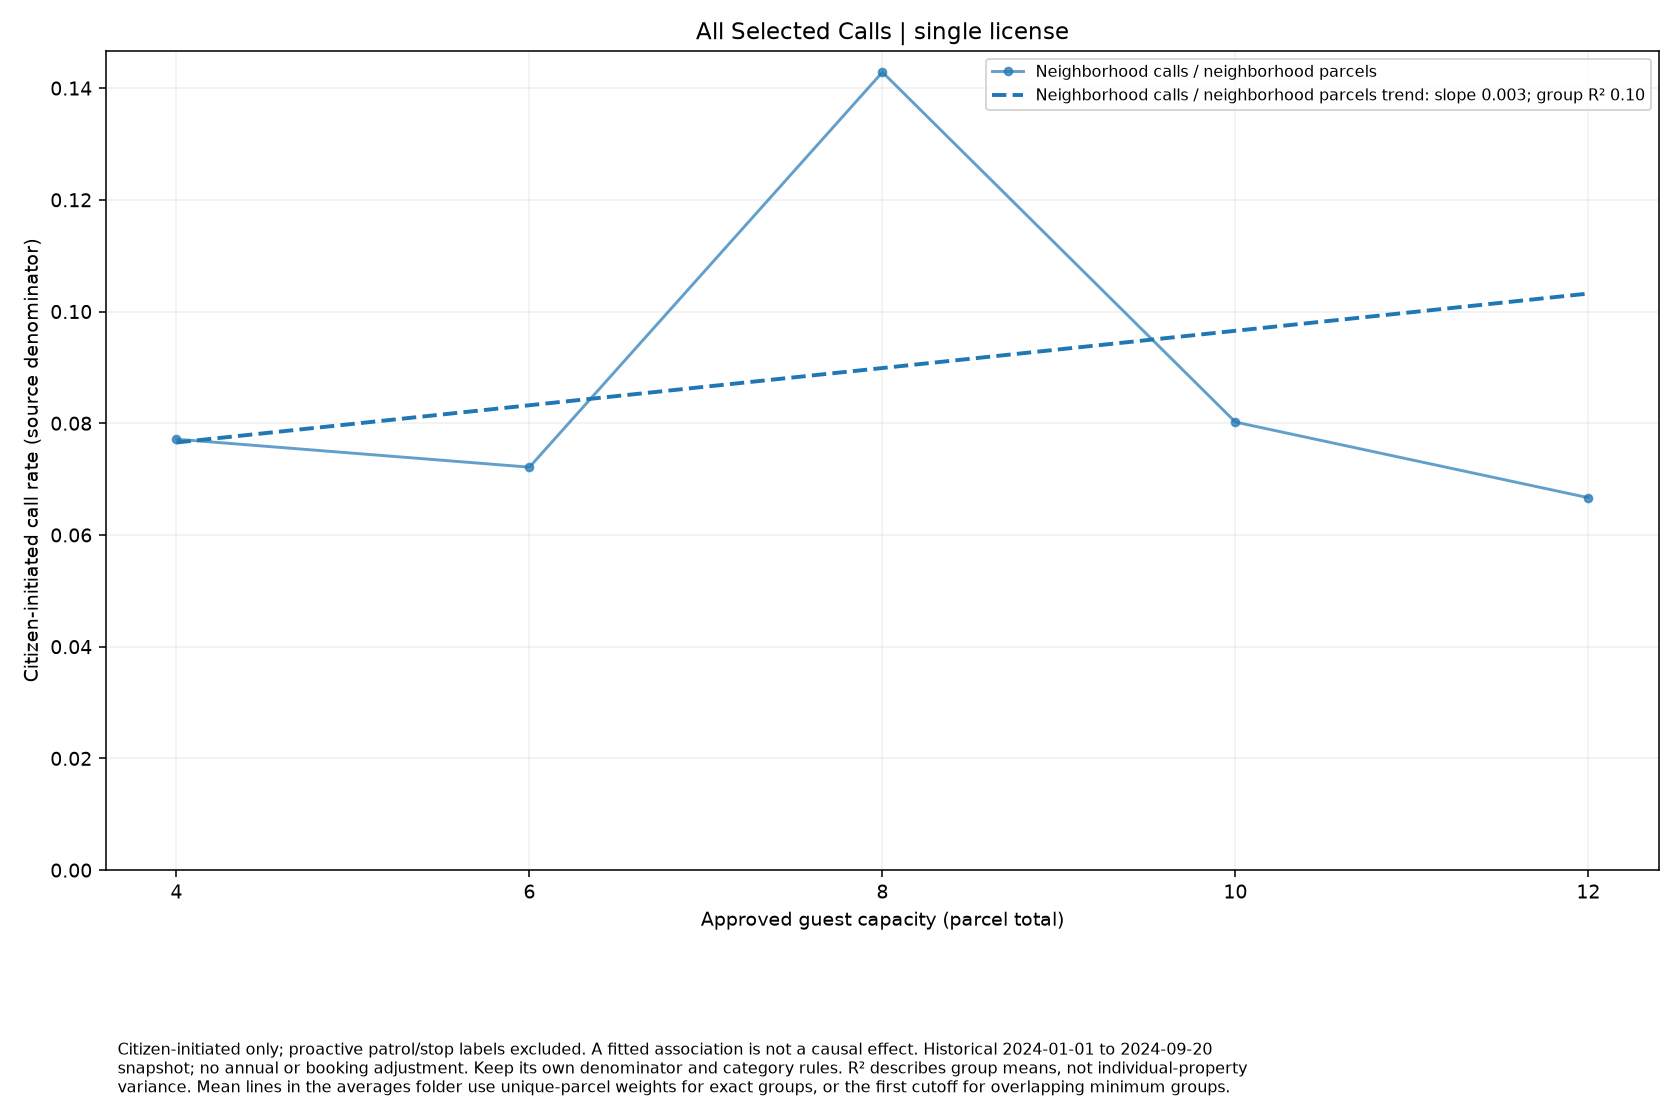 All Selected Calls | single license
Neighborhood calls / neighborhood parcels
Neighborhood calls / neighborhood parcels trend: slope 0.003; group R² 0.10
Citizen-initiated call rate (source denominator)
0.14
0.12
0.10
0.08
0.06
0.04
0.02
0.00
4 6 8 10 12
Approved guest capacity (parcel total)
Citizen-initiated only; proactive patrol/stop labels excluded. A fitted association is not a causal effect. Historical 2024-01-01 to 2024-09-20
snapshot; no annual or booking adjustment. Keep its own denominator and category rules. R² describes group means, not individual-property
variance. Mean lines in the averages folder use unique-parcel weights for exact groups, or the first cutoff for overlapping minimum groups.